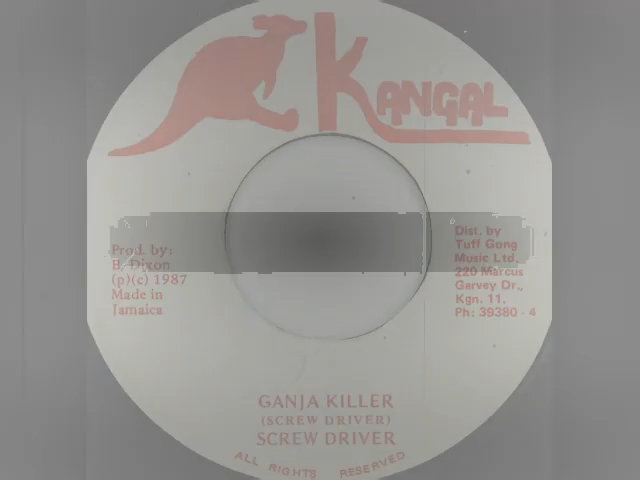 KANGAL
Prod. by:
B. Dixon
(p)(c) 1987
Made in
Jamaica
Dist. by
Tuff Gong
Music Ltd.
220 Marcus
Garvey Dr.,
Kgn. 11.
Ph: 39380 - 4
GANJA KILLER
(SCREW DRIVER)
SCREW DRIVER
ALL RIGHTS RESERVED